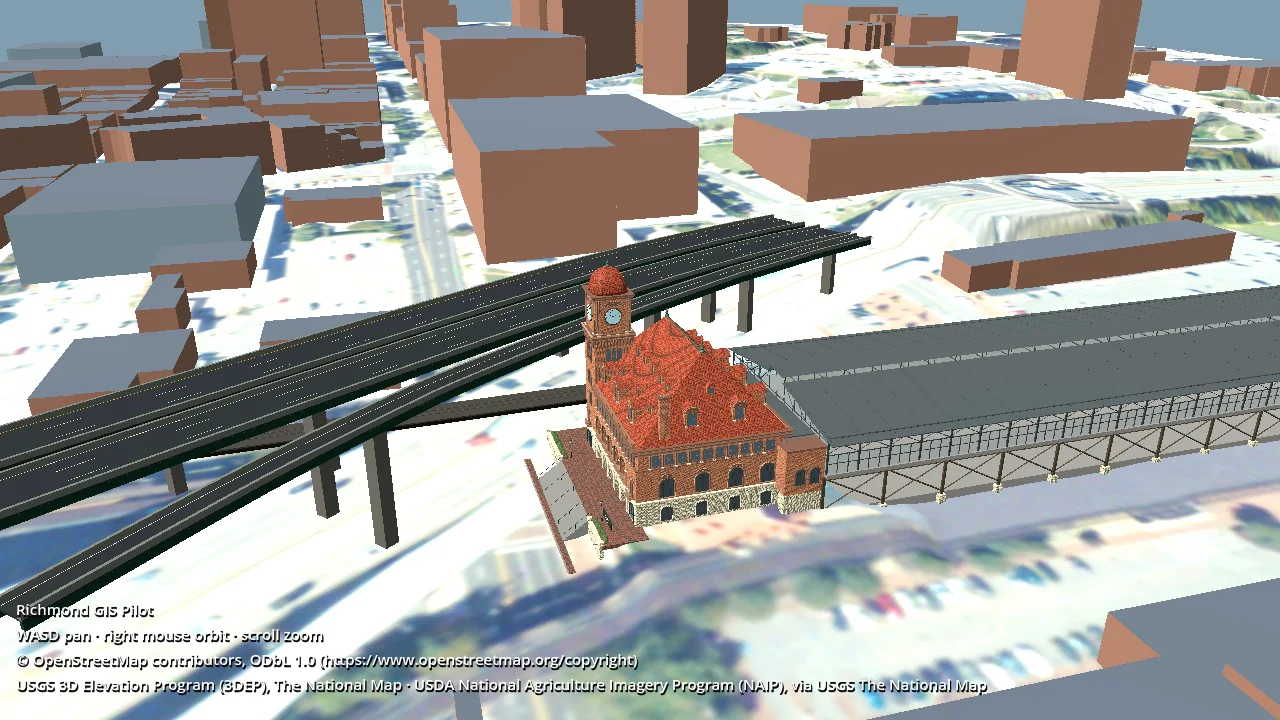 Richmond GIS Pilot
WASD pan · right mouse orbit · scroll zoom
© OpenStreetMap contributors, ODbL 1.0 (https://www.openstreetmap.org/copyright)
USGS 3D Elevation Program (3DEP), The National Map · USDA National Agriculture Imagery Program (NAIP), via USGS The National Map